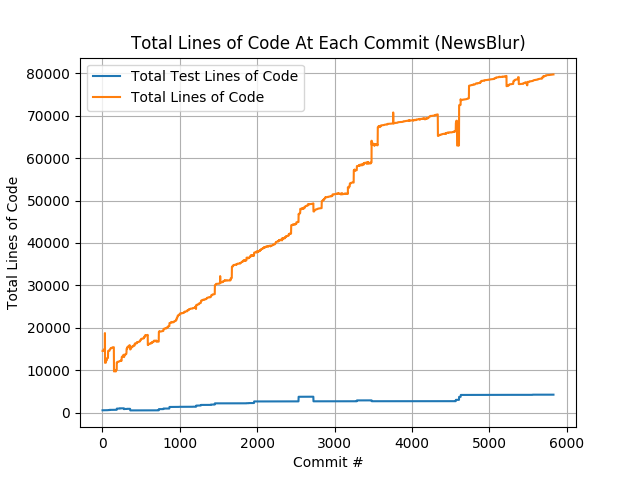 Total Lines of Code At Each Commit (NewsBlur)
Total Test Lines of Code
Total Lines of Code
80000
70000
60000
50000
40000
30000
20000
10000
0
Total Lines of Code
0 1000 2000 3000 4000 5000 6000
Commit #